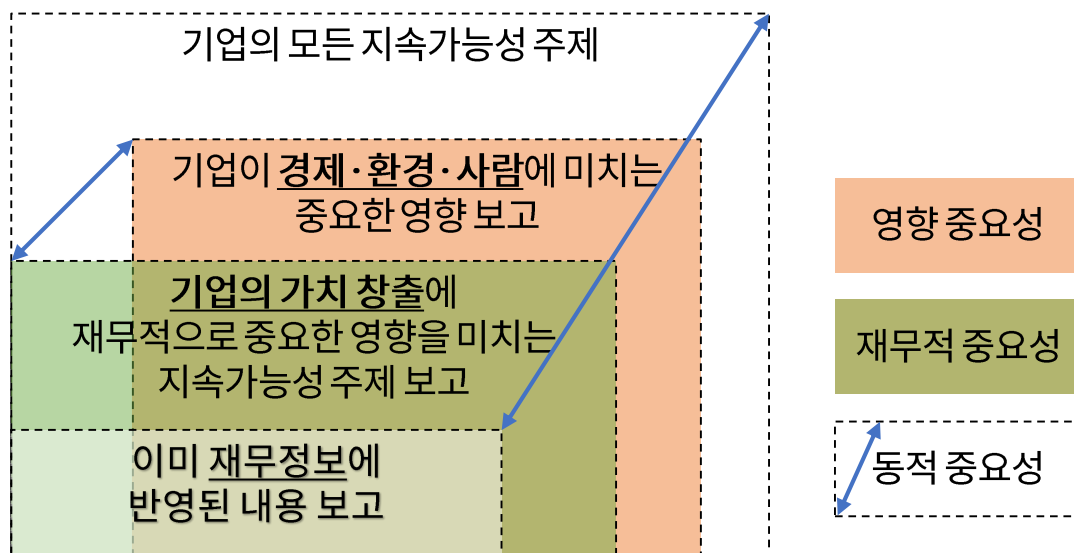 기업의 모든 지속가능성 주제
기업이 경제·환경·사람에 미치는
중요한 영향 보고
기업의 가치 창출에
재무적으로 중요한 영향을 미치는
지속가능성 주제 보고
이미 재무정보에
반영된 내용 보고
영향 중요성
재무적 중요성
동적 중요성